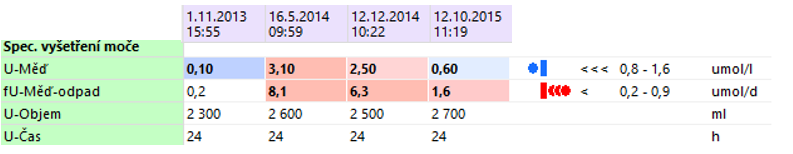 1.11.2013 16.5.2014 12.12.2014 12.10.2015
15:55 09:59 10:22 11:19
Spec. vyšetření moče
U-Měď 0,10 3,10 2,50 0,60 <<< 0,8 - 1,6 umol/l
fU-Měď-odpad 0,2 8,1 6,3 1,6 < 0,2 - 0,9 umol/d
U-Objem 2 300 2 600 2 500 2 700 ml
U-Čas 24 24 24 24 h